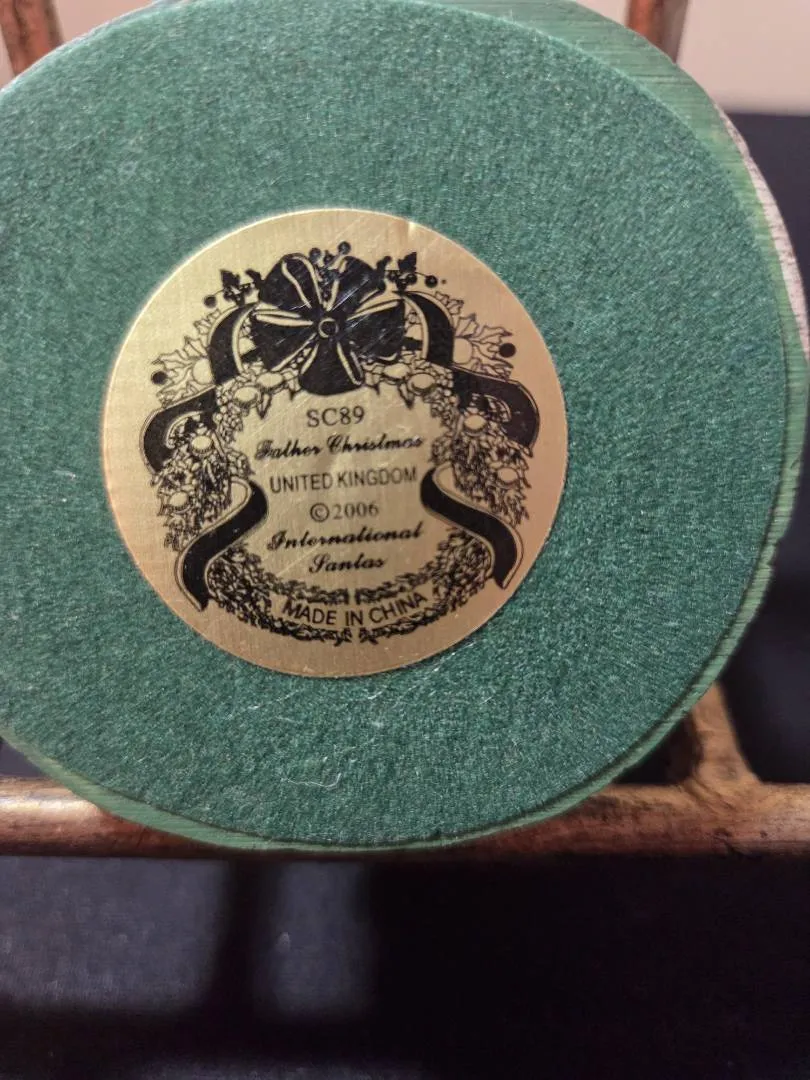 SC89
Father Christmas
UNITED KINGDOM
©2006
International
Santas
MADE IN CHINA